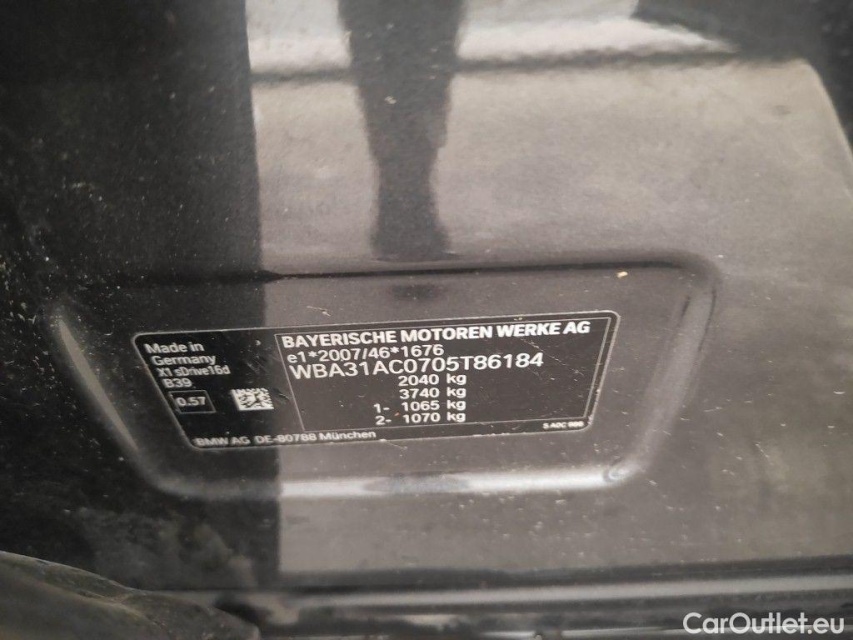 Made in
Germany
X1 sDrive16d
B39
0.57
BAYERISCHE MOTOREN WERKE AG
e1*2007/46*1676
WBA31AC0705T86184
2040 kg
3740 kg
1- 1065 kg
2- 1070 kg
BMW AG DE-80788 München
CarOutlet.eu